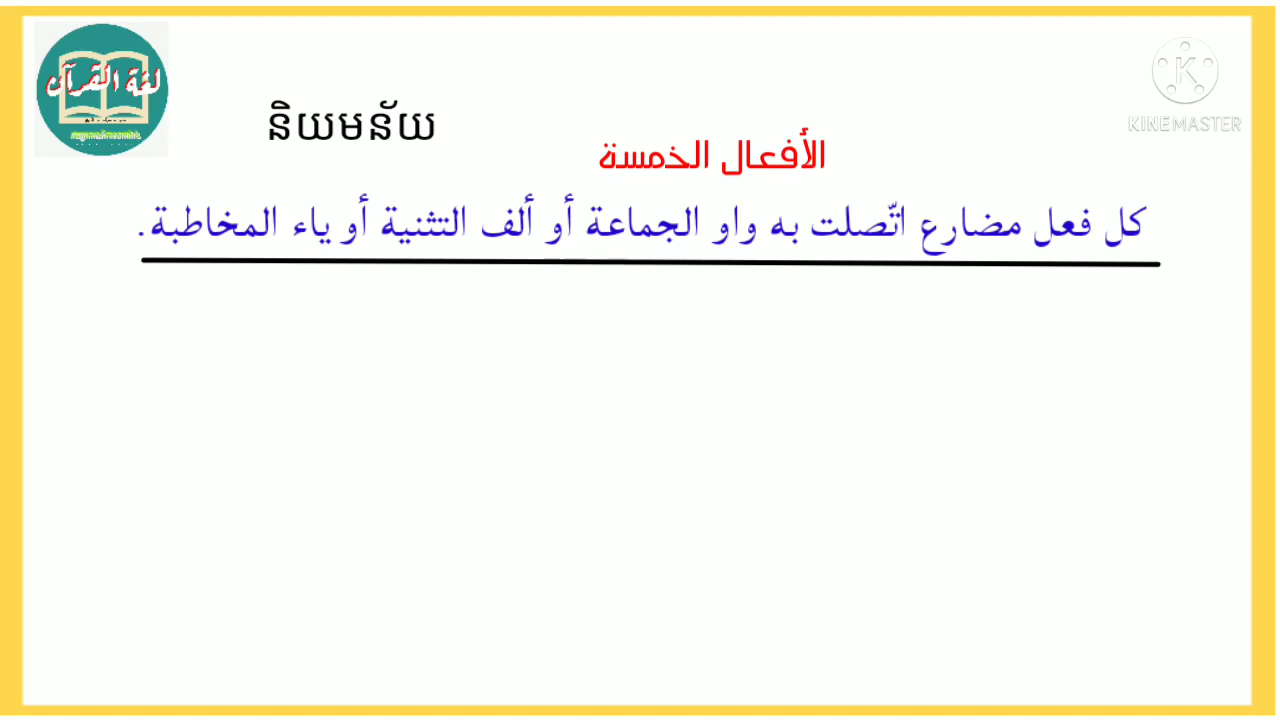 لغة القرآن
KINEMASTER
និយមន័យ
الأفعال الخمسة
كل فعل مضارع اتّصلت به واو الجماعة أو ألف التثنية أو ياء المخاطبة.